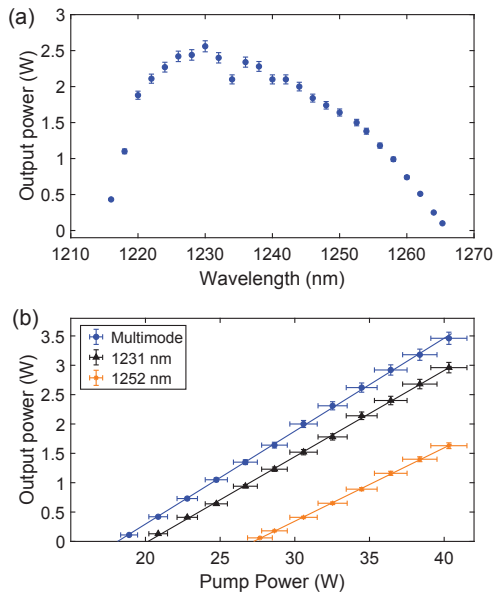 (a)
3
2.5
2
1.5
1
0.5
0
Output power (W)
1210 1220 1230 1240 1250 1260 1270
Wavelength (nm)
(b)
Multimode
1231 nm
1252 nm
3.5
3
2.5
2
1.5
1
0.5
0
Output power (W)
20 25 30 35 40
Pump Power (W)